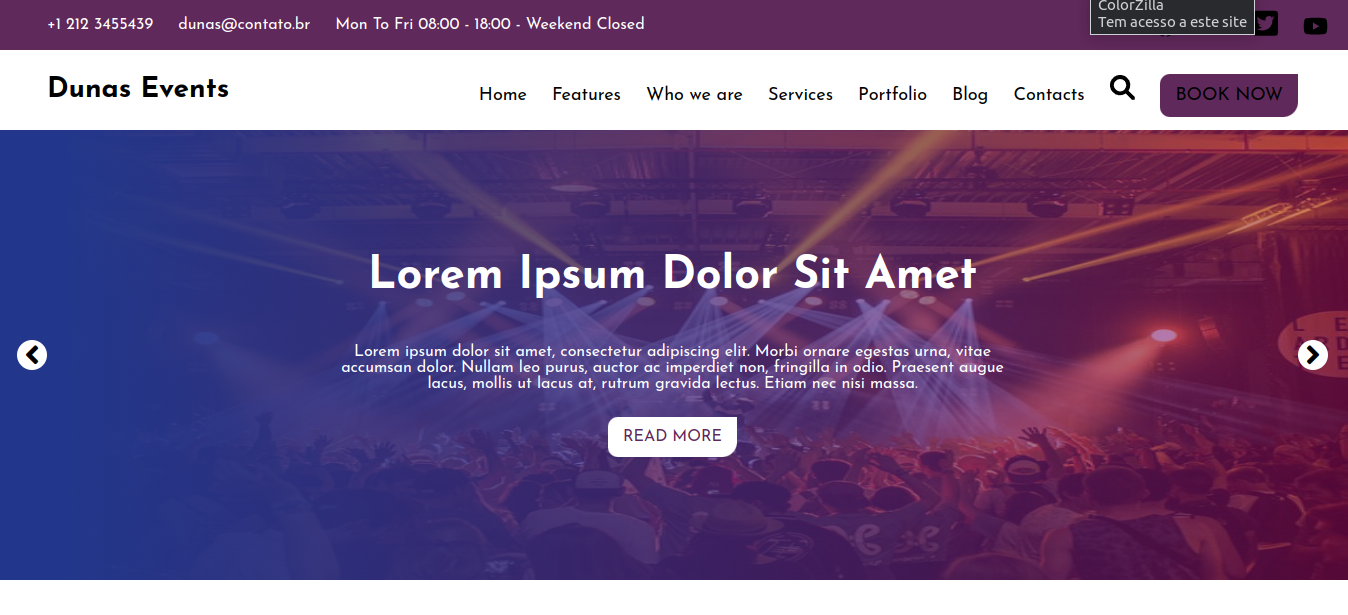 +1 212 3455439 dunas@contato.br Mon To Fri 08:00 - 18:00 - Weekend Closed
ColorZilla
Tem acesso a este site
Dunas Events
Home Features Who we are Services Portfolio Blog Contacts BOOK NOW
Lorem Ipsum Dolor Sit Amet
Lorem ipsum dolor sit amet, consectetur adipiscing elit. Morbi ornare egestas urna, vitae
accumsan dolor. Nullam leo purus, auctor ac imperdiet non, fringilla in odio. Praesent augue
lacus, mollis ut lacus at, rutrum gravida lectus. Etiam nec nisi massa.
READ MORE